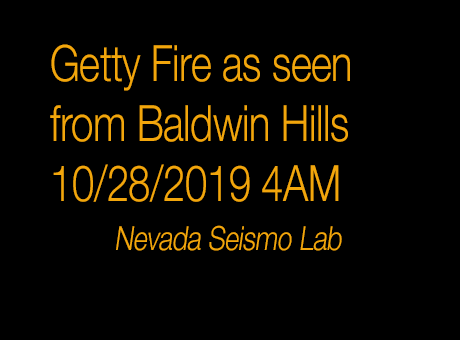 Getty Fire as seen
from Baldwin Hills
10/28/2019 4AM
Nevada Seismo Lab